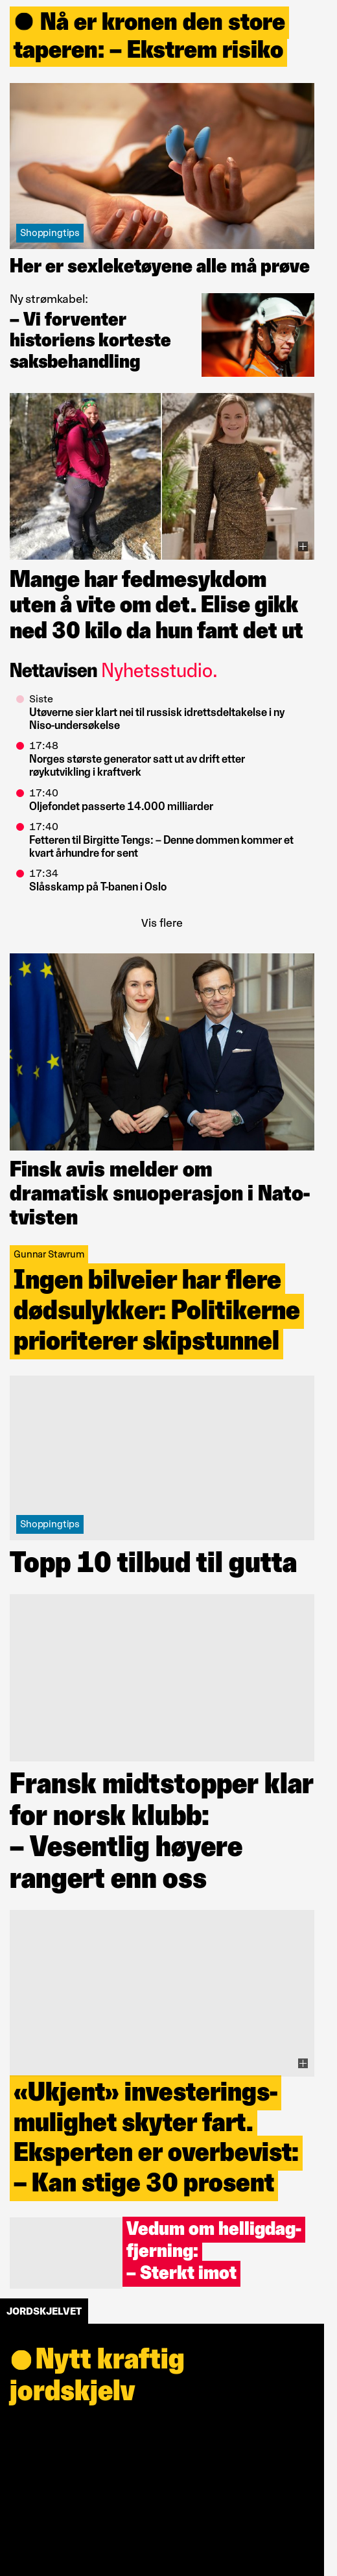 Nå er kronen den store
taperen: – Ekstrem risiko
Shoppingtips
Her er sexleketøyene alle må prøve
Ny strømkabel:
– Vi forventer
historiens korteste
saksbehandling
Mange har fedmesykdom
uten å vite om det. Elise gikk
ned 30 kilo da hun fant det ut
Nettavisen Nyhetsstudio.
Siste
Utøverne sier klart nei til russisk idrettsdeltakelse i ny
Niso-undersøkelse
17:48
Norges største generator satt ut av drift etter
røykutvikling i kraftverk
17:40
Oljefondet passerte 14.000 milliarder
17:40
Fetteren til Birgitte Tengs: – Denne dommen kommer et
kvart århundre for sent
17:34
Slåsskamp på T-banen i Oslo
Vis flere
Finsk avis melder om
dramatisk snuoperasjon i Nato-
tvisten
Gunnar Stavrum
Ingen bilveier har flere
dødsulykker: Politikerne
prioriterer skipstunnel
Shoppingtips
Topp 10 tilbud til gutta
Fransk midtstopper klar
for norsk klubb:
– Vesentlig høyere
rangert enn oss
«Ukjent» investerings-
mulighet skyter fart.
Eksperten er overbevist:
– Kan stige 30 prosent
Vedum om helligdag-
fjerning:
– Sterkt imot
JORDSKJELVET
Nytt kraftig
jordskjelv